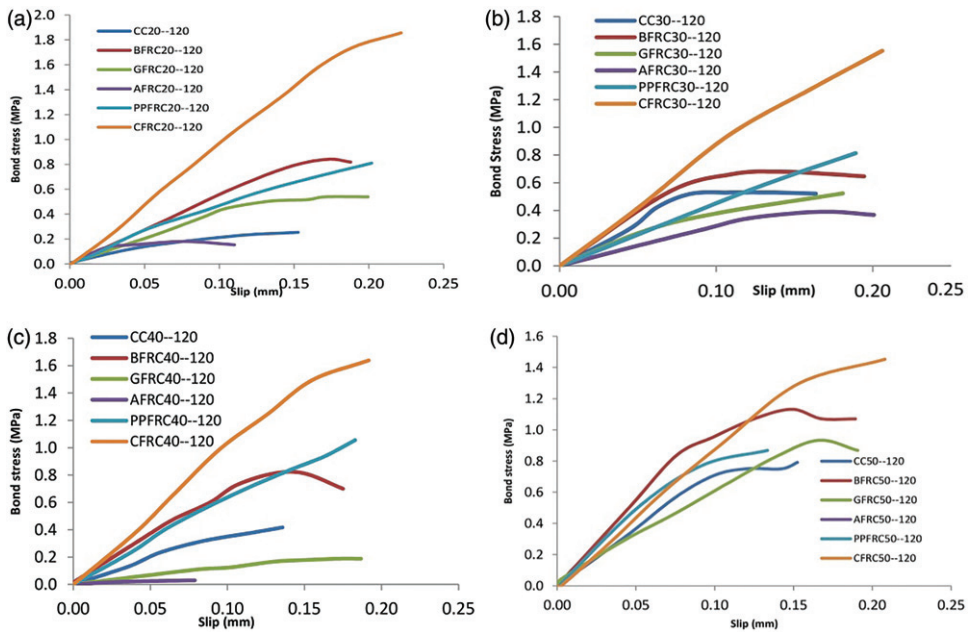 (a)
Bond stress (MPa)
2.0
1.8
1.6
1.4
1.2
1.0
0.8
0.6
0.4
0.2
0.0
CC20--120
BFRC20--120
GFRC20--120
AFRC20--120
PPFRC20--120
CFRC20--120
0.00 0.05 0.10 0.15 0.20 0.25
Slip (mm)
(b)
Bond Stress (MPa)
1.8
1.6
1.4
1.2
1.0
0.8
0.6
0.4
0.2
0.0
CC30--120
BFRC30--120
GFRC30--120
AFRC30--120
PPFRC30--120
CFRC30--120
0.00 0.10 0.20 0.25
Slip (mm)
(c)
Bond stress (MPa)
1.8
1.6
1.4
1.2
1.0
0.8
0.6
0.4
0.2
0.0
CC40--120
BFRC40--120
GFRC40--120
AFRC40--120
PPFRC40--120
CFRC40--120
0.00 0.05 0.10 0.15 0.20 0.25
Slip (mm)
(d)
Bond stress (MPa)
1.6
1.4
1.2
1.0
0.8
0.6
0.4
0.2
0.0
CC50--120
BFRC50--120
GFRC50--120
AFRC50--120
PPFRC50--120
CFRC50--120
0.00 0.05 0.10 0.15 0.20 0.25
Slip (mm)